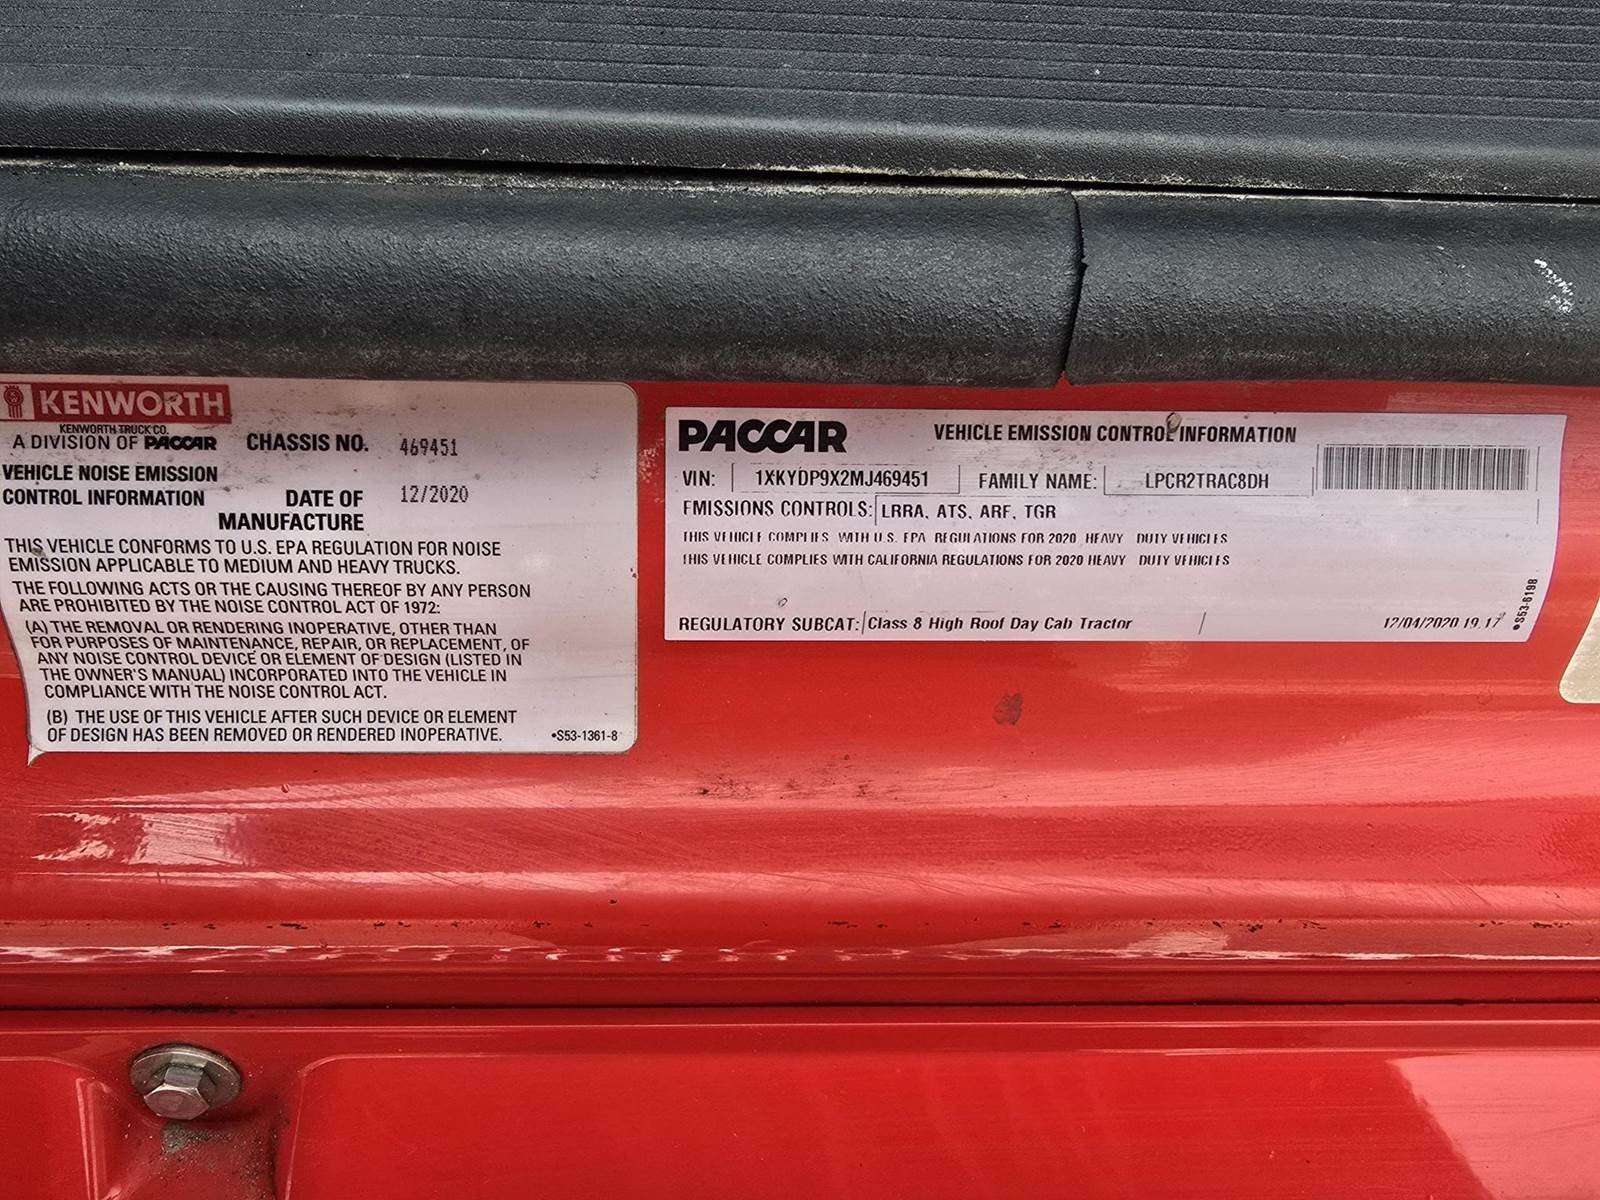 KENWORTH
KENWORTH TRUCK CO.
A DIVISION OF PACCAR
CHASSIS NO. 469451
VEHICLE NOISE EMISSION
CONTROL INFORMATION
DATE OF
MANUFACTURE
12/2020
THIS VEHICLE CONFORMS TO U.S. EPA REGULATION FOR NOISE
EMISSION APPLICABLE TO MEDIUM AND HEAVY TRUCKS.
THE FOLLOWING ACTS OR THE CAUSING THEREOF BY ANY PERSON
ARE PROHIBITED BY THE NOISE CONTROL ACT OF 1972:
(A) THE REMOVAL OR RENDERING INOPERATIVE, OTHER THAN
FOR PURPOSES OF MAINTENANCE, REPAIR, OR REPLACEMENT, OF
ANY NOISE CONTROL DEVICE OR ELEMENT OF DESIGN (LISTED IN
THE OWNER'S MANUAL) INCORPORATED INTO THE VEHICLE IN
COMPLIANCE WITH THE NOISE CONTROL ACT.
(B) THE USE OF THIS VEHICLE AFTER SUCH DEVICE OR ELEMENT
OF DESIGN HAS BEEN REMOVED OR RENDERED INOPERATIVE.
•S53-1361-8
PACCAR
VEHICLE EMISSION CONTROL INFORMATION
VIN: 1XKYDP9X2MJ469451 FAMILY NAME: LPCR2TRAC8DH
EMISSIONS CONTROLS: LRRA, ATS, ARF, TGR
THIS VEHICLE COMPLIES WITH U.S. EPA REGULATIONS FOR 2020 HEAVY DUTY VEHICLES
THIS VEHICLE COMPLIES WITH CALIFORNIA REGULATIONS FOR 2020 HEAVY DUTY VEHICLES
REGULATORY SUBCAT: Class 8 High Roof Day Cab Tractor
12/04/2020 19.17
•S53-6198